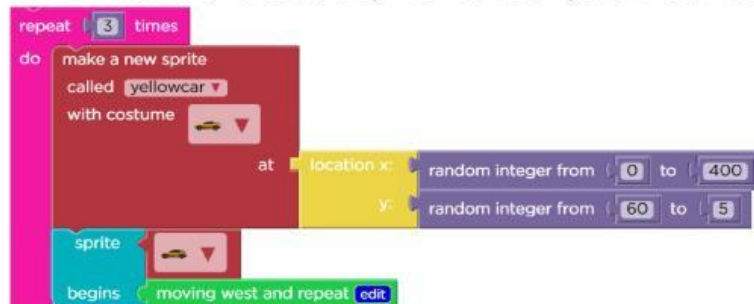 repeat 3 times
do make a new sprite
called yellowcar ▼
with costume ▼
at location x: random integer from 0 to 400
y: random integer from 60 to 5
sprite ▼
begins moving west and repeat edit